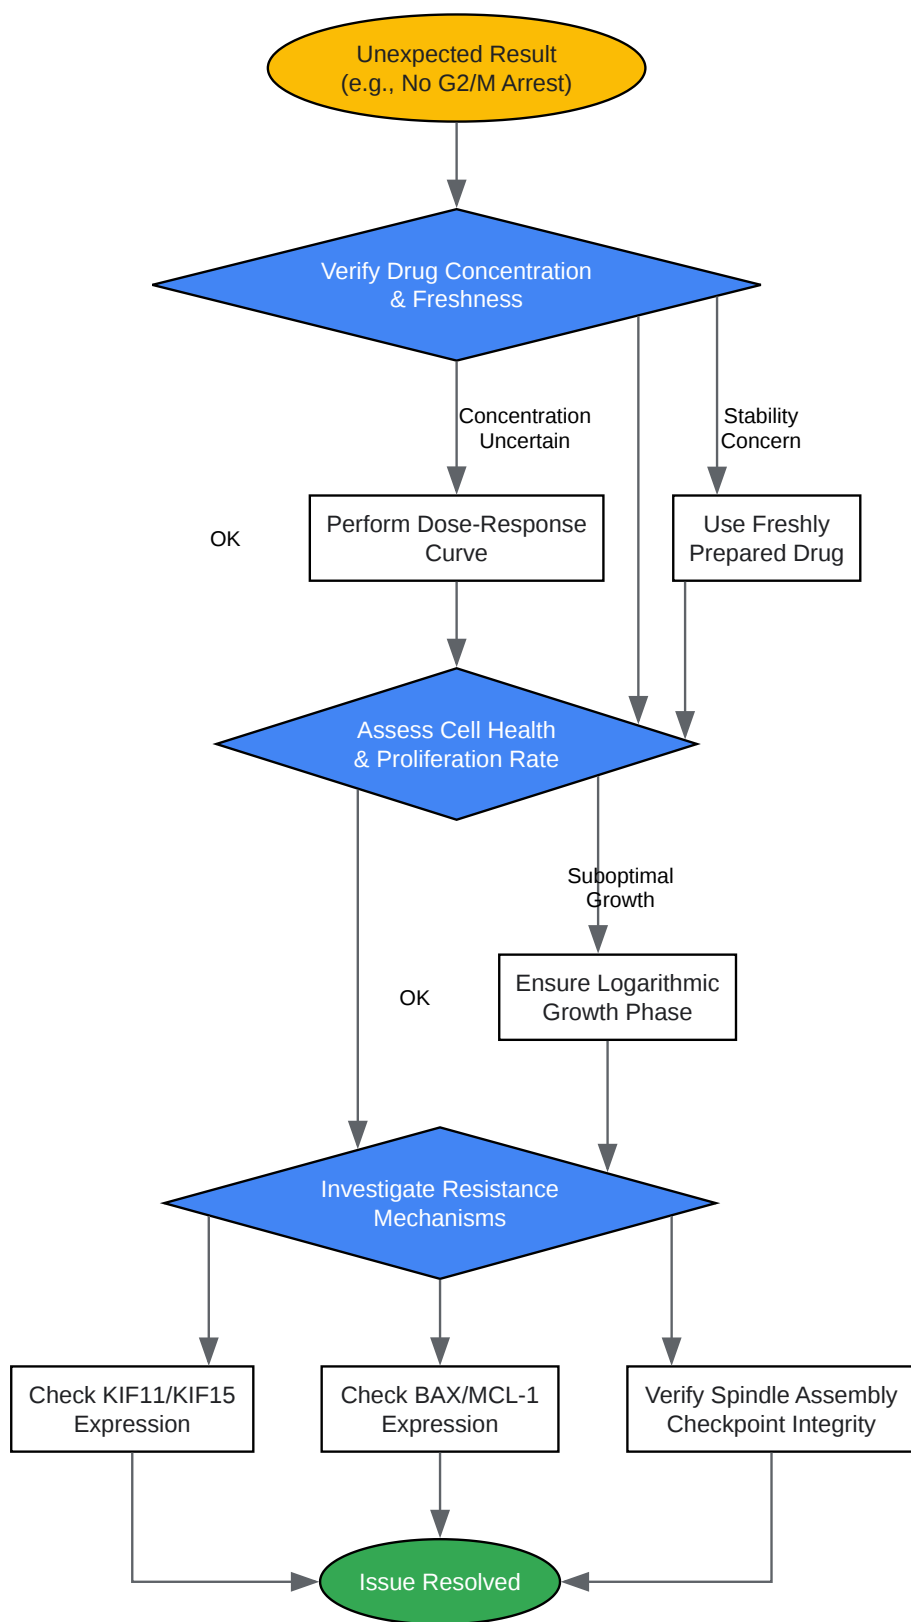 Unexpected Result
(e.g., No G2/M Arrest)
Verify Drug Concentration
& Freshness
Concentration
Uncertain
Stability
Concern
OK
Perform Dose-Response
Curve
Use Freshly
Prepared Drug
Assess Cell Health
& Proliferation Rate
Suboptimal
Growth
OK
Ensure Logarithmic
Growth Phase
Investigate Resistance
Mechanisms
Check KIF11/KIF15
Expression
Check BAX/MCL-1
Expression
Verify Spindle Assembly
Checkpoint Integrity
Issue Resolved